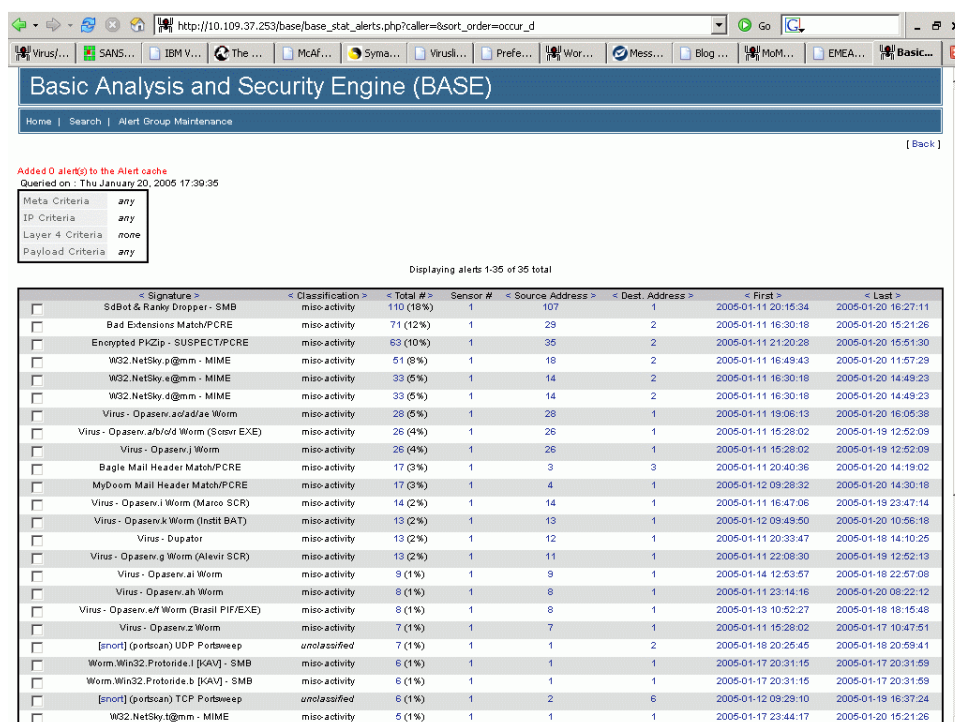 http://10.109.37.253/base/base_stat_alerts.php?caller=&sort_order=occur_d Go
Virus/... SANS... IBM V... The ... McAf... Syma... Virusli... Prefe... Wor... Mess... Blog ... MoM... EMEA... Basic...
Basic Analysis and Security Engine (BASE)
Home | Search | Alert Group Maintenance
[ Back ]
Added 0 alert(s) to the Alert cache
Queried on : Thu January 20, 2005 17:39:35
Meta Criteria any
IP Criteria any
Layer 4 Criteria none
Payload Criteria any
Displaying alerts 1-35 of 35 total
< Signature > < Classification > < Total # > Sensor # < Source Address > < Dest. Address > < First > < Last >
SdBot & Ranky Dropper - SMB misc-activity 110 (18%) 1 107 1 2005-01-11 20:15:34 2005-01-20 16:27:11
Bad Extensions Match/PCRE misc-activity 71 (12%) 1 29 2 2005-01-11 16:30:18 2005-01-20 15:21:26
Encrypted PKZip - SUSPECT/PCRE misc-activity 63 (10%) 1 35 2 2005-01-11 21:20:28 2005-01-20 15:51:30
W32.NetSky.p@mm - MIME misc-activity 51 (8%) 1 18 2 2005-01-11 16:49:43 2005-01-20 11:57:29
W32.NetSky.e@mm - MIME misc-activity 33 (5%) 1 14 2 2005-01-11 16:30:18 2005-01-20 14:49:23
W32.NetSky.d@mm - MIME misc-activity 33 (5%) 1 14 2 2005-01-11 16:30:18 2005-01-20 14:49:23
Virus - Opaserv.ac/ad/ae Worm misc-activity 28 (5%) 1 28 1 2005-01-11 19:06:13 2005-01-20 16:05:38
Virus - Opaserv.a/b/c/d Worm (Scrsvr EXE) misc-activity 26 (4%) 1 26 1 2005-01-11 15:28:02 2005-01-19 12:52:09
Virus - Opaserv.j Worm misc-activity 26 (4%) 1 26 1 2005-01-11 15:28:02 2005-01-19 12:52:09
Bagle Mail Header Match/PCRE misc-activity 17 (3%) 1 3 3 2005-01-11 20:40:36 2005-01-20 14:19:02
MyDoom Mail Header Match/PCRE misc-activity 17 (3%) 1 4 1 2005-01-12 09:28:32 2005-01-20 14:30:18
Virus - Opaserv.i Worm (Marco SCR) misc-activity 14 (2%) 1 14 1 2005-01-11 16:47:06 2005-01-19 23:47:14
Virus - Opaserv.k Worm (Instit BAT) misc-activity 13 (2%) 1 13 1 2005-01-12 09:49:50 2005-01-20 10:56:18
Virus - Dupator misc-activity 13 (2%) 1 12 1 2005-01-11 20:33:47 2005-01-18 14:10:25
Virus - Opaserv.g Worm (Alevir SCR) misc-activity 13 (2%) 1 11 1 2005-01-11 22:08:30 2005-01-19 12:52:13
Virus - Opaserv.ai Worm misc-activity 9 (1%) 1 9 1 2005-01-14 12:53:57 2005-01-18 22:57:08
Virus - Opaserv.ah Worm misc-activity 8 (1%) 1 8 1 2005-01-11 23:14:16 2005-01-20 08:22:12
Virus - Opaserv.e/f Worm (Brasil PIF/EXE) misc-activity 8 (1%) 1 8 1 2005-01-13 10:52:27 2005-01-18 18:15:48
Virus - Opaserv.z Worm misc-activity 7 (1%) 1 7 1 2005-01-11 15:28:02 2005-01-17 10:47:51
[snort] (portscan) UDP Portsweep unclassified 7 (1%) 1 1 2 2005-01-18 20:25:45 2005-01-18 20:59:41
Worm.Win32.Protoride.l [KAV] - SMB misc-activity 6 (1%) 1 1 1 2005-01-17 20:31:15 2005-01-17 20:31:59
Worm.Win32.Protoride.b [KAV] - SMB misc-activity 6 (1%) 1 1 1 2005-01-17 20:31:15 2005-01-17 20:31:59
[snort] (portscan) TCP Portsweep unclassified 6 (1%) 1 2 6 2005-01-12 09:29:10 2005-01-19 16:37:24
W32.NetSky.t@mm - MIME misc-activity 5 (1%) 1 1 1 2005-01-17 23:44:17 2005-01-20 15:21:26